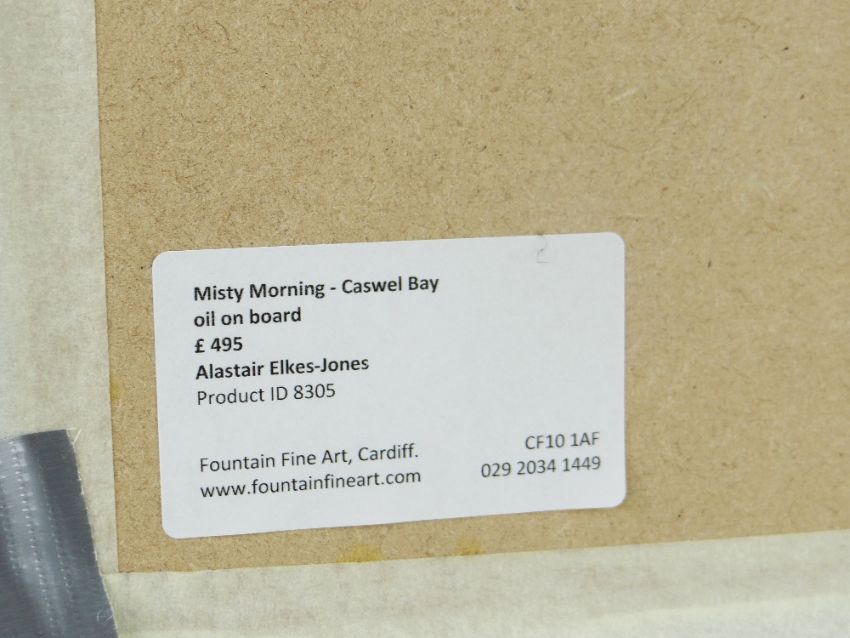 Misty Morning - Caswel Bay
oil on board
£ 495
Alastair Elkes-Jones
Product ID 8305
Fountain Fine Art, Cardiff.
www.fountainfineart.com
CF10 1AF
029 2034 1449